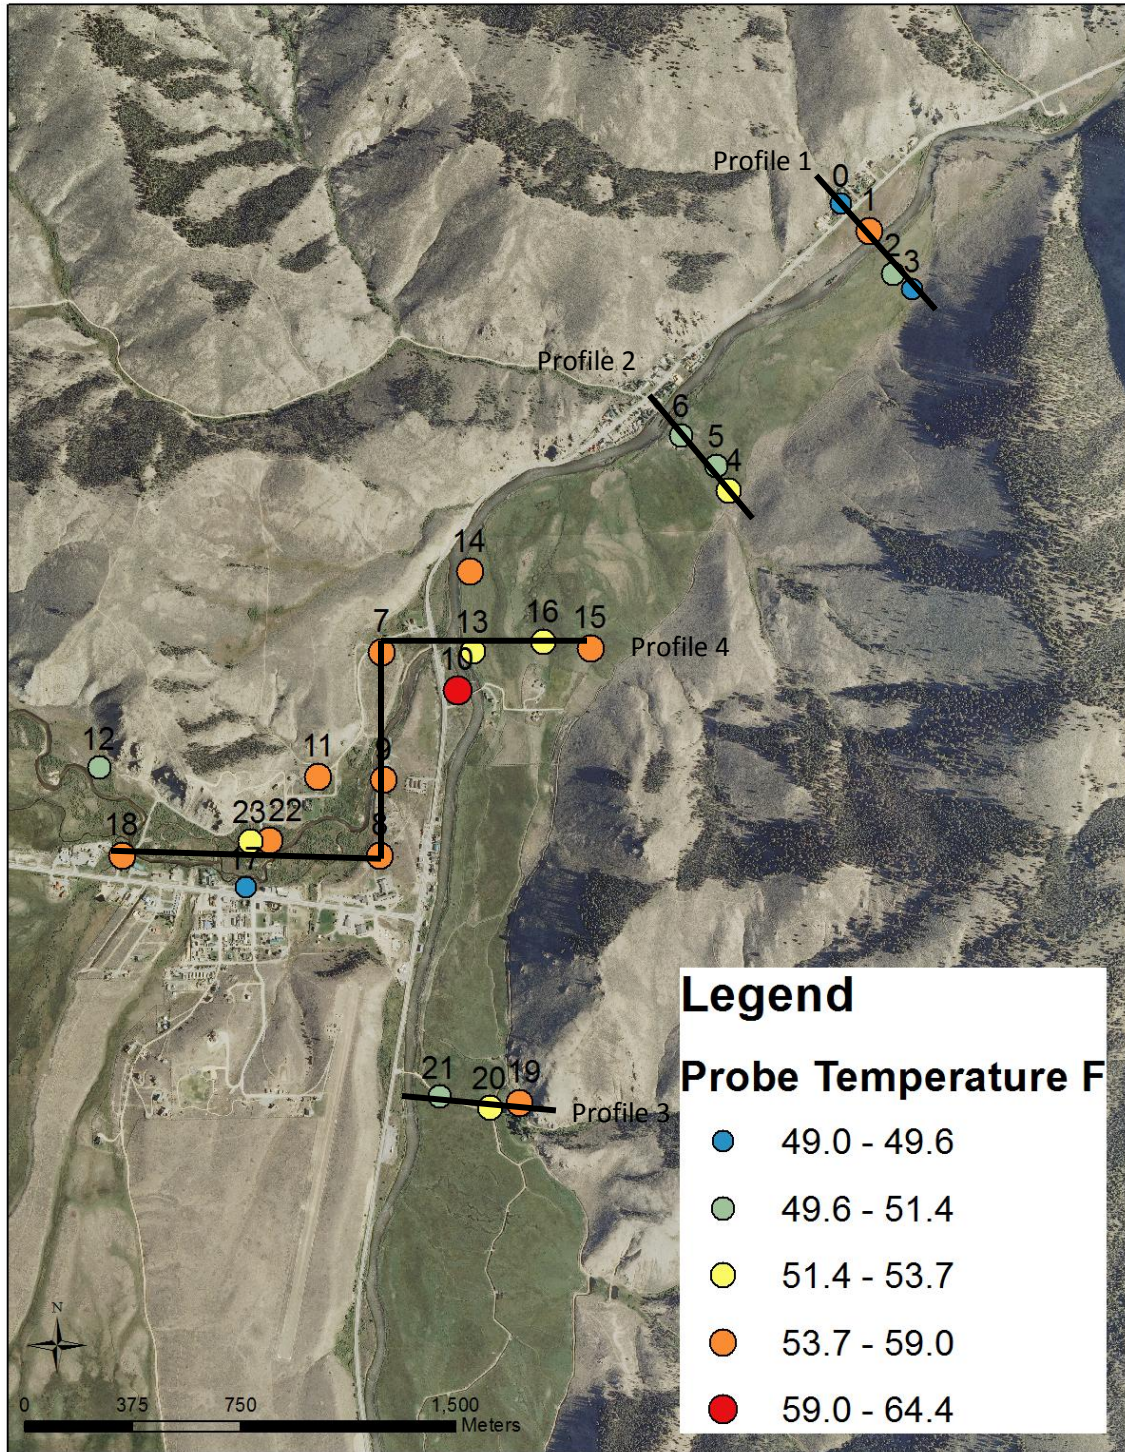 Profile 1
0
1
2
3
Profile 2
6
5
4
14
7
13
16
15
Profile 4
10
12
11
9
23
22
18
8
17
21
20
19
Profile 3
Legend
Probe Temperature F
49.0 - 49.6
49.6 - 51.4
51.4 - 53.7
53.7 - 59.0
59.0 - 64.4
N
0 375 750 1,500
Meters